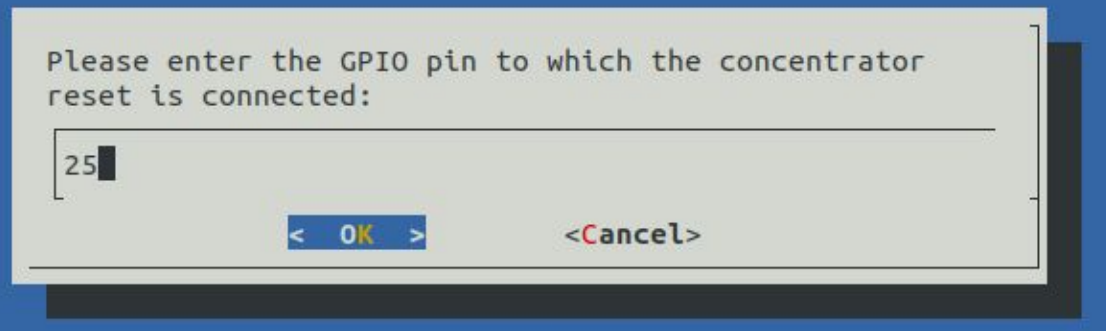 Please enter the GPIO pin to which the concentrator
reset is connected:
25
< OK > <Cancel>